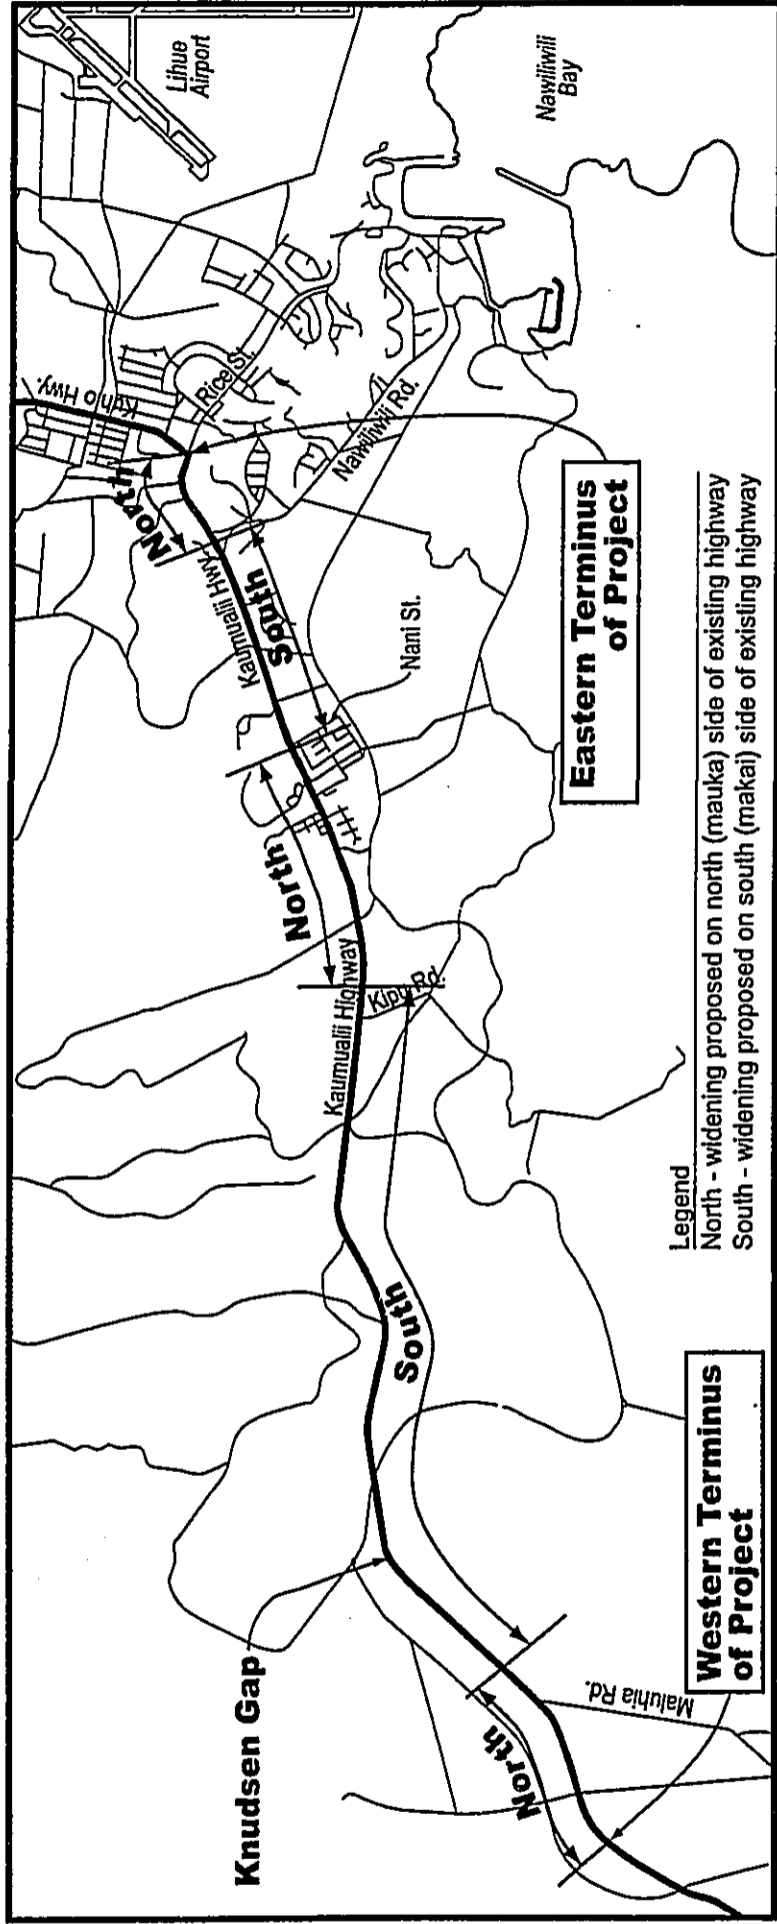 Lihue
Airport
Nawiliwili
Bay
Kuhio Hwy.
Rice St.
Nawiliwili Rd.
North
Kaumualii Hwy.
South
Nani St.
Eastern Terminus
of Project
North
Kaumualii Highway
Kipu Rd.
South
Knudsen Gap
North
Maluhia Rd.
Western Terminus
of Project
Legend
North - widening proposed on north (mauka) side of existing highway
South - widening proposed on south (makai) side of existing highway